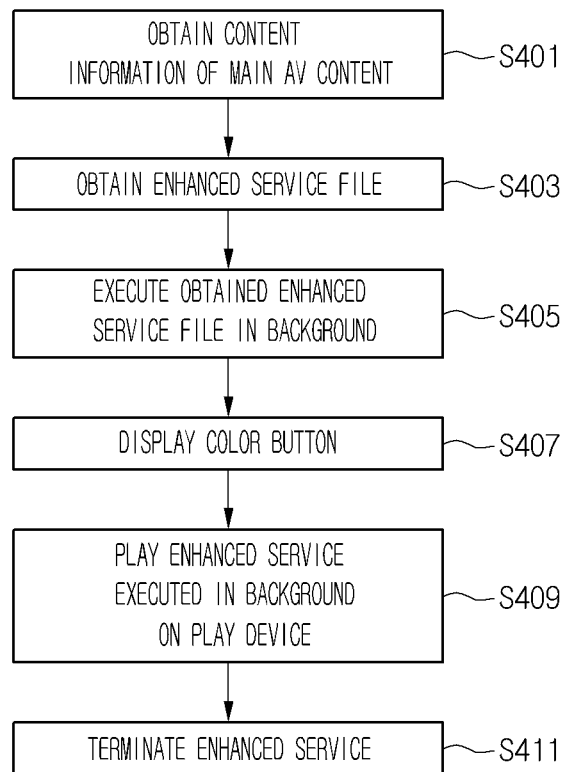 OBTAIN CONTENT
INFORMATION OF MAIN AV CONTENT
S401
OBTAIN ENHANCED SERVICE FILE
S403
EXECUTE OBTAINED ENHANCED
SERVICE FILE IN BACKGROUND
S405
DISPLAY COLOR BUTTON
S407
PLAY ENHANCED SERVICE
EXECUTED IN BACKGROUND
ON PLAY DEVICE
S409
TERMINATE ENHANCED SERVICE
S411